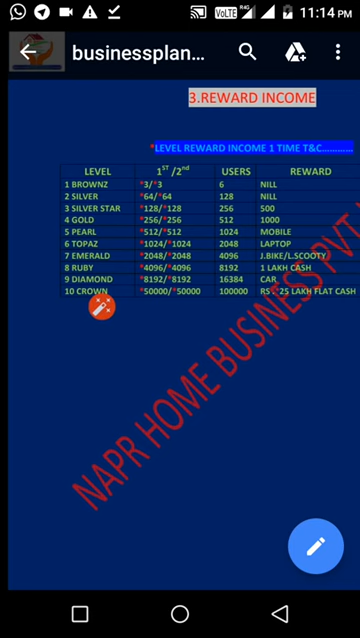 VoLTE R4G 4G 11:14 PM
businessplan...
3.REWARD INCOME
*LEVEL REWARD INCOME 1 TIME T&C............
LEVEL 1ST /2nd USERS REWARD
1 BROWNZ *3/*3 6 NILL
2 SILVER *64/*64 128 NILL
3 SILVER STAR *128/*128 256 500
4 GOLD *256/*256 512 1000
5 PEARL *512/*512 1024 MOBILE
6 TOPAZ *1024/*1024 2048 LAPTOP
7 EMERALD *2048/*2048 4096 J.BIKE/L.SCOOTY
8 RUBY *4096/*4096 8192 1 LAKH CASH
9 DIAMOND *8192/*8192 16384 CAR
10 CROWN *50000/*50000 100000 RS 25 LAKH FLAT CASH
NAPR HOME BUSINESS PVT